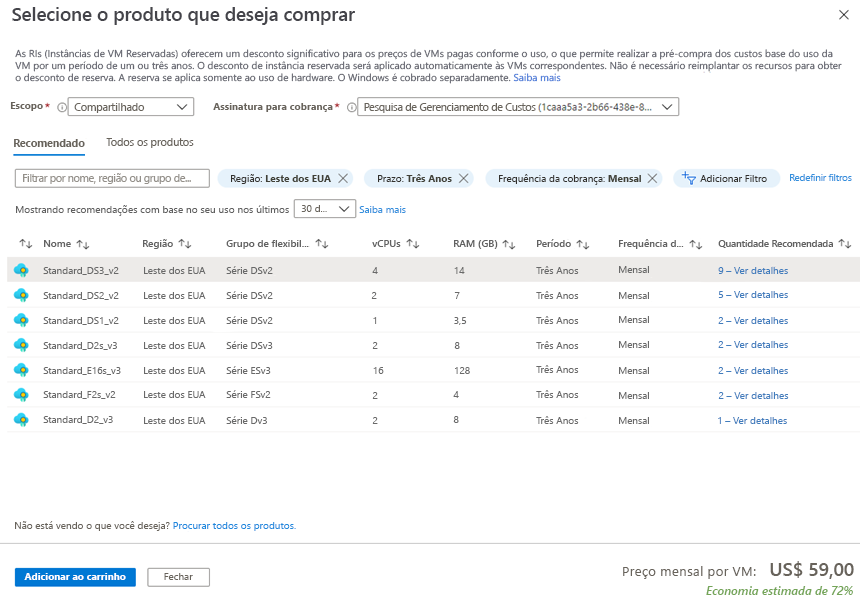 Selecione o produto que deseja comprar
As RIs (Instâncias de VM Reservadas) oferecem um desconto significativo para os preços de VMs pagas conforme o uso, o que permite realizar a pré-compra dos custos base do uso da
VM por um período de um ou três anos. O desconto de instância reservada será aplicado automaticamente às VMs correspondentes. Não é necessário reimplantar os recursos para obter
o desconto de reserva. A reserva se aplica somente ao uso de hardware. O Windows é cobrado separadamente. Saiba mais
Escopo * Compartilhado Assinatura para cobrança * Pesquisa de Gerenciamento de Custos (1caaa5a3-2b66-438e-8...
Recomendado Todos os produtos
Filtrar por nome, região ou grupo de... Região: Leste dos EUA Prazo: Três Anos Frequência da cobrança: Mensal Adicionar Filtro Redefinir filtros
Mostrando recomendações com base no seu uso nos últimos 30 d... Saiba mais
Nome Região Grupo de flexibil... vCPUs RAM (GB) Período Frequência d... Quantidade Recomendada
Standard_DS3_v2 Leste dos EUA Série DSv2 4 14 Três Anos Mensal 9 – Ver detalhes
Standard_DS2_v2 Leste dos EUA Série DSv2 2 7 Três Anos Mensal 5 – Ver detalhes
Standard_DS1_v2 Leste dos EUA Série DSv2 1 3,5 Três Anos Mensal 2 – Ver detalhes
Standard_D2s_v3 Leste dos EUA Série DSv3 2 8 Três Anos Mensal 2 – Ver detalhes
Standard_E16s_v3 Leste dos EUA Série ESv3 16 128 Três Anos Mensal 2 – Ver detalhes
Standard_F2s_v2 Leste dos EUA Série FSv2 2 4 Três Anos Mensal 2 – Ver detalhes
Standard_D2_v3 Leste dos EUA Série Dv3 2 8 Três Anos Mensal 1 – Ver detalhes
Não está vendo o que você deseja? Procurar todos os produtos.
Adicionar ao carrinho Fechar Preço mensal por VM: US$ 59,00
Economia estimada de 72%